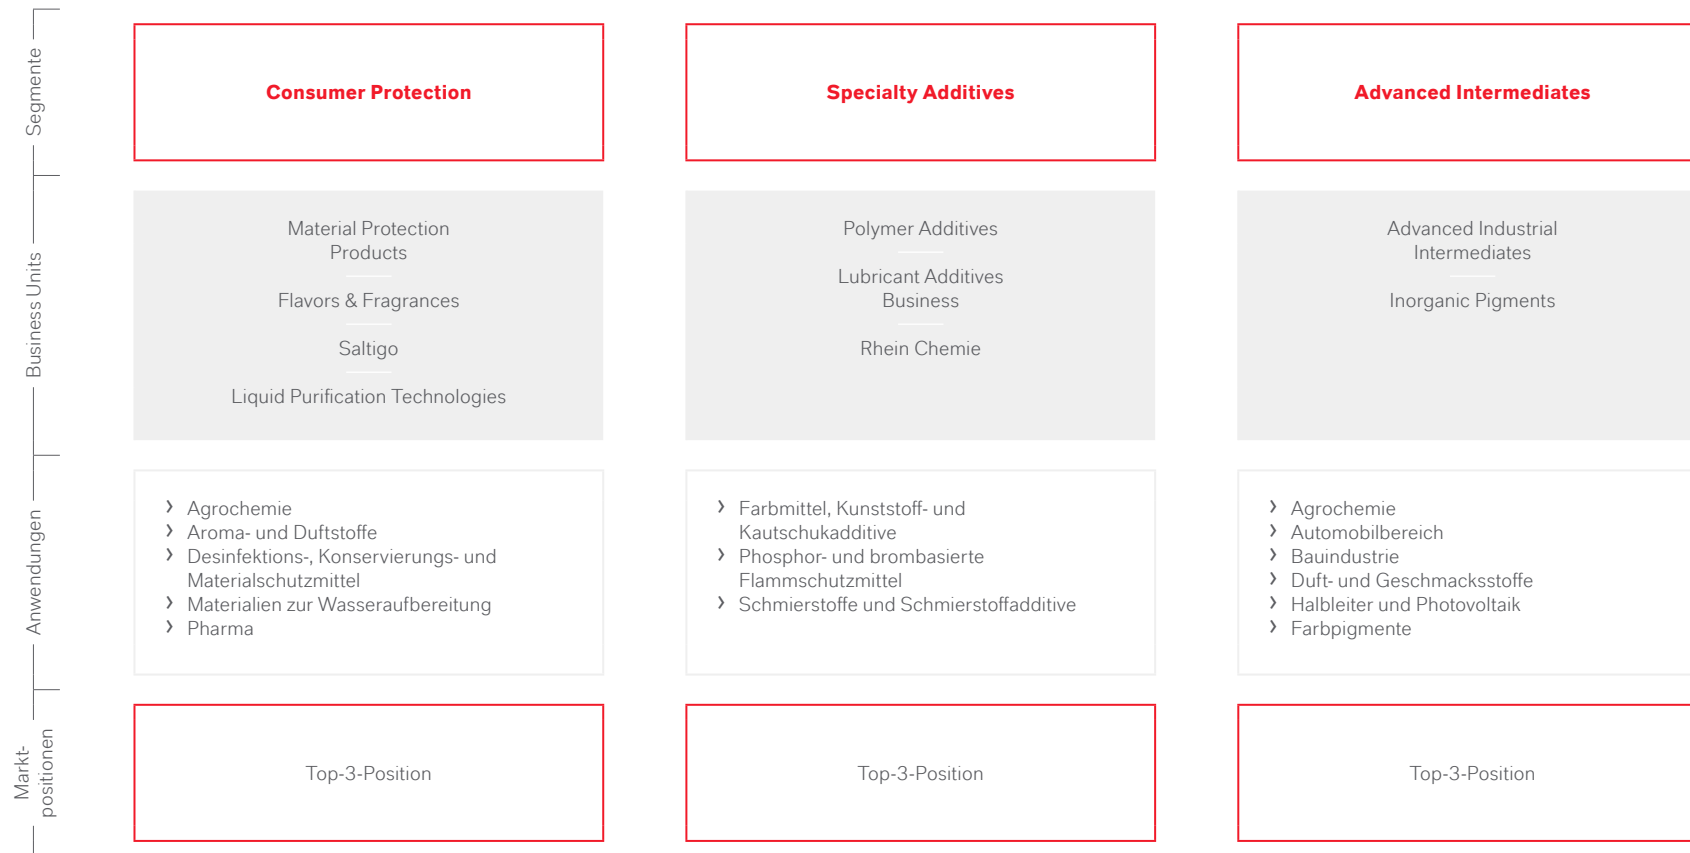 Segmente
Consumer Protection
Specialty Additives
Advanced Intermediates
Business Units
Material Protection
Products
Flavors & Fragrances
Saltigo
Liquid Purification Technologies
Polymer Additives
Lubricant Additives
Business
Rhein Chemie
Advanced Industrial
Intermediates
Inorganic Pigments
Anwendungen
› Agrochemie
› Aroma- und Duftstoffe
› Desinfektions-, Konservierungs- und
Materialschutzmittel
› Materialien zur Wasseraufbereitung
› Pharma
› Farbmittel, Kunststoff- und
Kautschukadditive
› Phosphor- und brombasierte
Flammschutzmittel
› Schmierstoffe und Schmierstoffadditive
› Agrochemie
› Automobilbereich
› Bauindustrie
› Duft- und Geschmacksstoffe
› Halbleiter und Photovoltaik
› Farbpigmente
Markt-
positionen
Top-3-Position
Top-3-Position
Top-3-Position